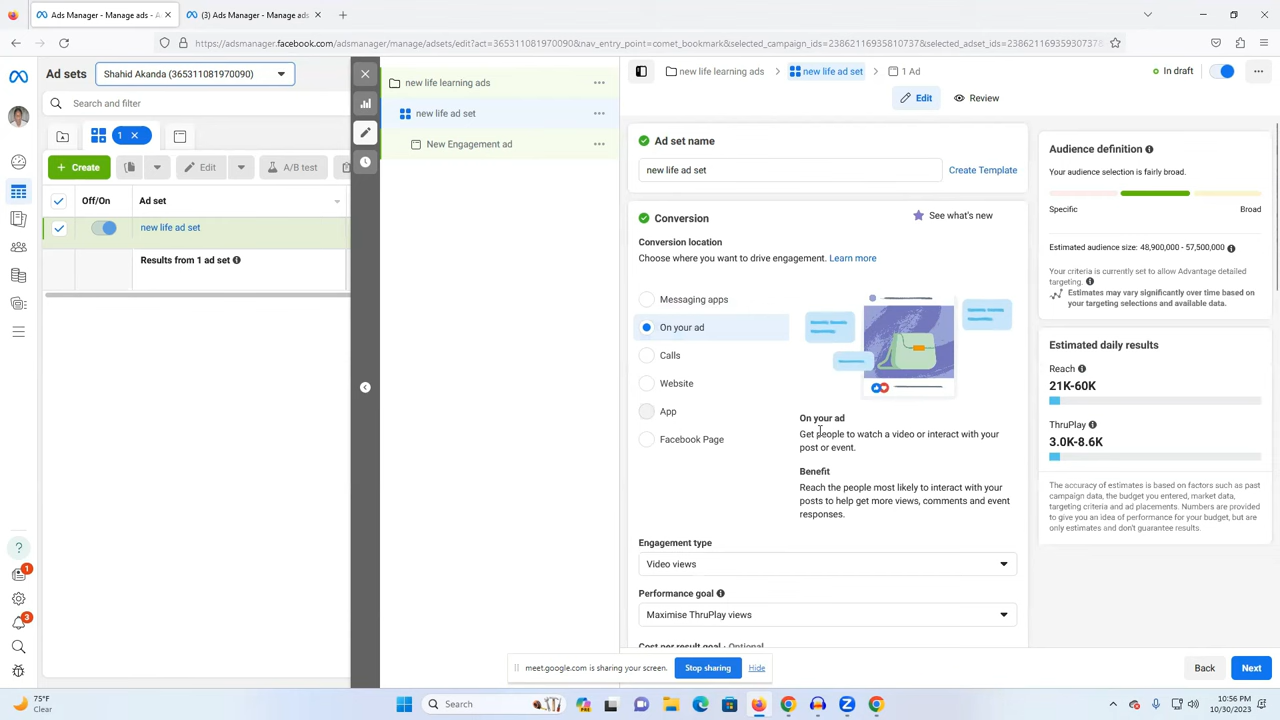 Ads Manager - Manage ads - A
(3) Ads Manager - Manage ads
https://adsmanager.facebook.com/adsmanager/manage/adsets/edit?act=365311081970090&nav_entry_point=comet_bookmark&selected_campaign_ids=23862116935810737&selected_adset_ids=23862116935930737
Ad sets
Shahid Akanda (365311081970090)
Search and filter
1
Create
Edit
A/B test
Off/On
Ad set
new life ad set
Results from 1 ad set
new life learning ads
new life ad set
New Engagement ad
new life learning ads
new life ad set
1 Ad
In draft
Edit
Review
Ad set name
new life ad set
Create Template
Conversion
See what's new
Conversion location
Choose where you want to drive engagement. Learn more
Messaging apps
On your ad
Calls
Website
App
Facebook Page
On your ad
Get people to watch a video or interact with your
post or event.
Benefit
Reach the people most likely to interact with your
posts to help get more views, comments and event
responses.
Engagement type
Video views
Performance goal
Maximise ThruPlay views
Cost per result goal · Optional
Audience definition
Your audience selection is fairly broad.
Specific
Broad
Estimated audience size: 48,900,000 - 57,500,000
Your criteria is currently set to allow Advantage detailed
targeting.
Estimates may vary significantly over time based on
your targeting selections and available data.
Estimated daily results
Reach
21K-60K
ThruPlay
3.0K-8.6K
The accuracy of estimates is based on factors such as past
campaign data, the budget you entered, market data,
targeting criteria and ad placements. Numbers are provided
to give you an idea of performance for your budget, but are
only estimates and don't guarantee results.
Back
Next
meet.google.com is sharing your screen.
Stop sharing
Hide
1
3
75°F
Clear
Search
10:56 PM
10/30/2023